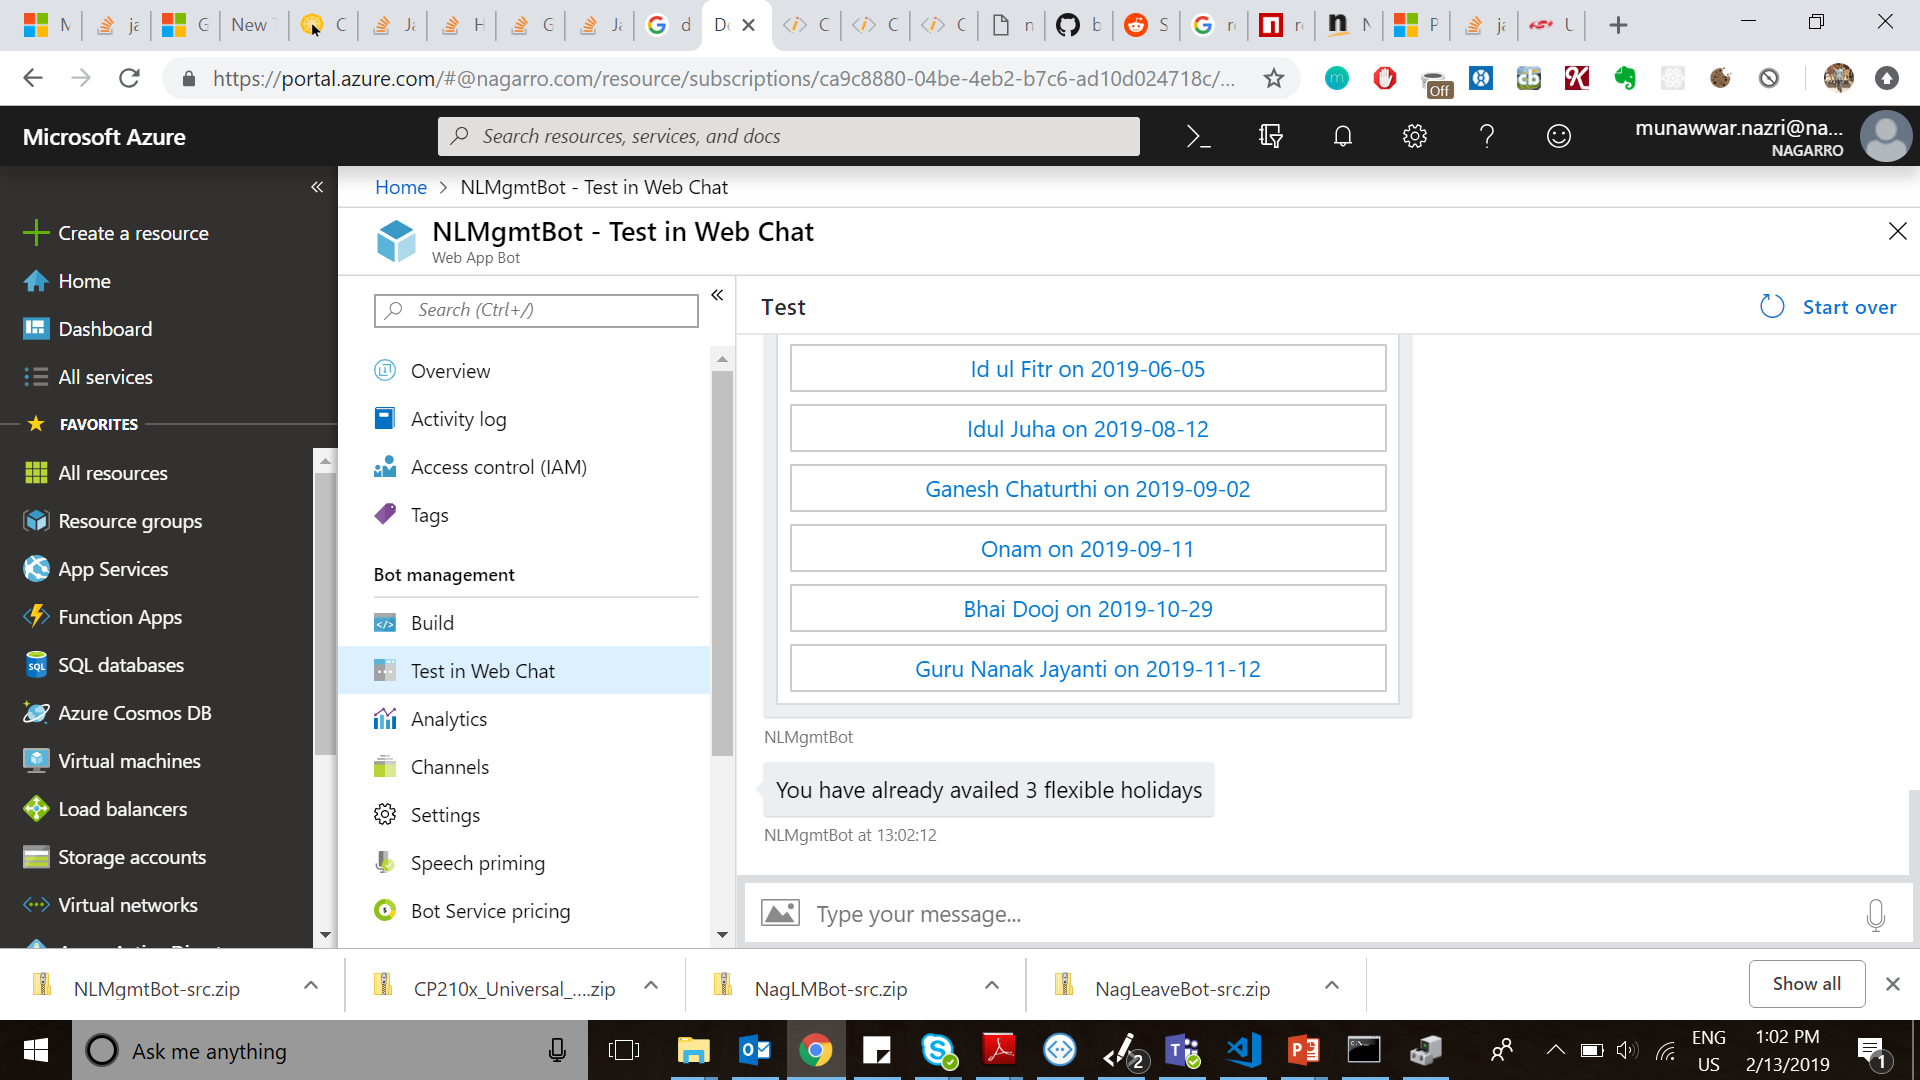 M
ja
G
New T
C
Ja
H
G
Ja
d
De
C
C
C
n
b
S
re
re
N
P
ja
U
https://portal.azure.com/#@nagarro.com/resource/subscriptions/ca9c8880-04be-4eb2-b7c6-ad10d024718c/...
Off
Microsoft Azure
Search resources, services, and docs
munawwar.nazri@na...
NAGARRO
Home > NLMgmtBot - Test in Web Chat
NLMgmtBot - Test in Web Chat
Web App Bot
Create a resource
Home
Dashboard
All services
FAVORITES
All resources
Resource groups
App Services
Function Apps
SQL databases
Azure Cosmos DB
Virtual machines
Load balancers
Storage accounts
Virtual networks
Search (Ctrl+/)
Overview
Activity log
Access control (IAM)
Tags
Bot management
Build
Test in Web Chat
Analytics
Channels
Settings
Speech priming
Bot Service pricing
Test
Start over
Id ul Fitr on 2019-06-05
Idul Juha on 2019-08-12
Ganesh Chaturthi on 2019-09-02
Onam on 2019-09-11
Bhai Dooj on 2019-10-29
Guru Nanak Jayanti on 2019-11-12
NLMgmtBot
You have already availed 3 flexible holidays
NLMgmtBot at 13:02:12
Type your message...
NLMgmtBot-src.zip
CP210x_Universal_....zip
NagLMBot-src.zip
NagLeaveBot-src.zip
Show all
Ask me anything
2
ENG
US
1:02 PM
2/13/2019
1